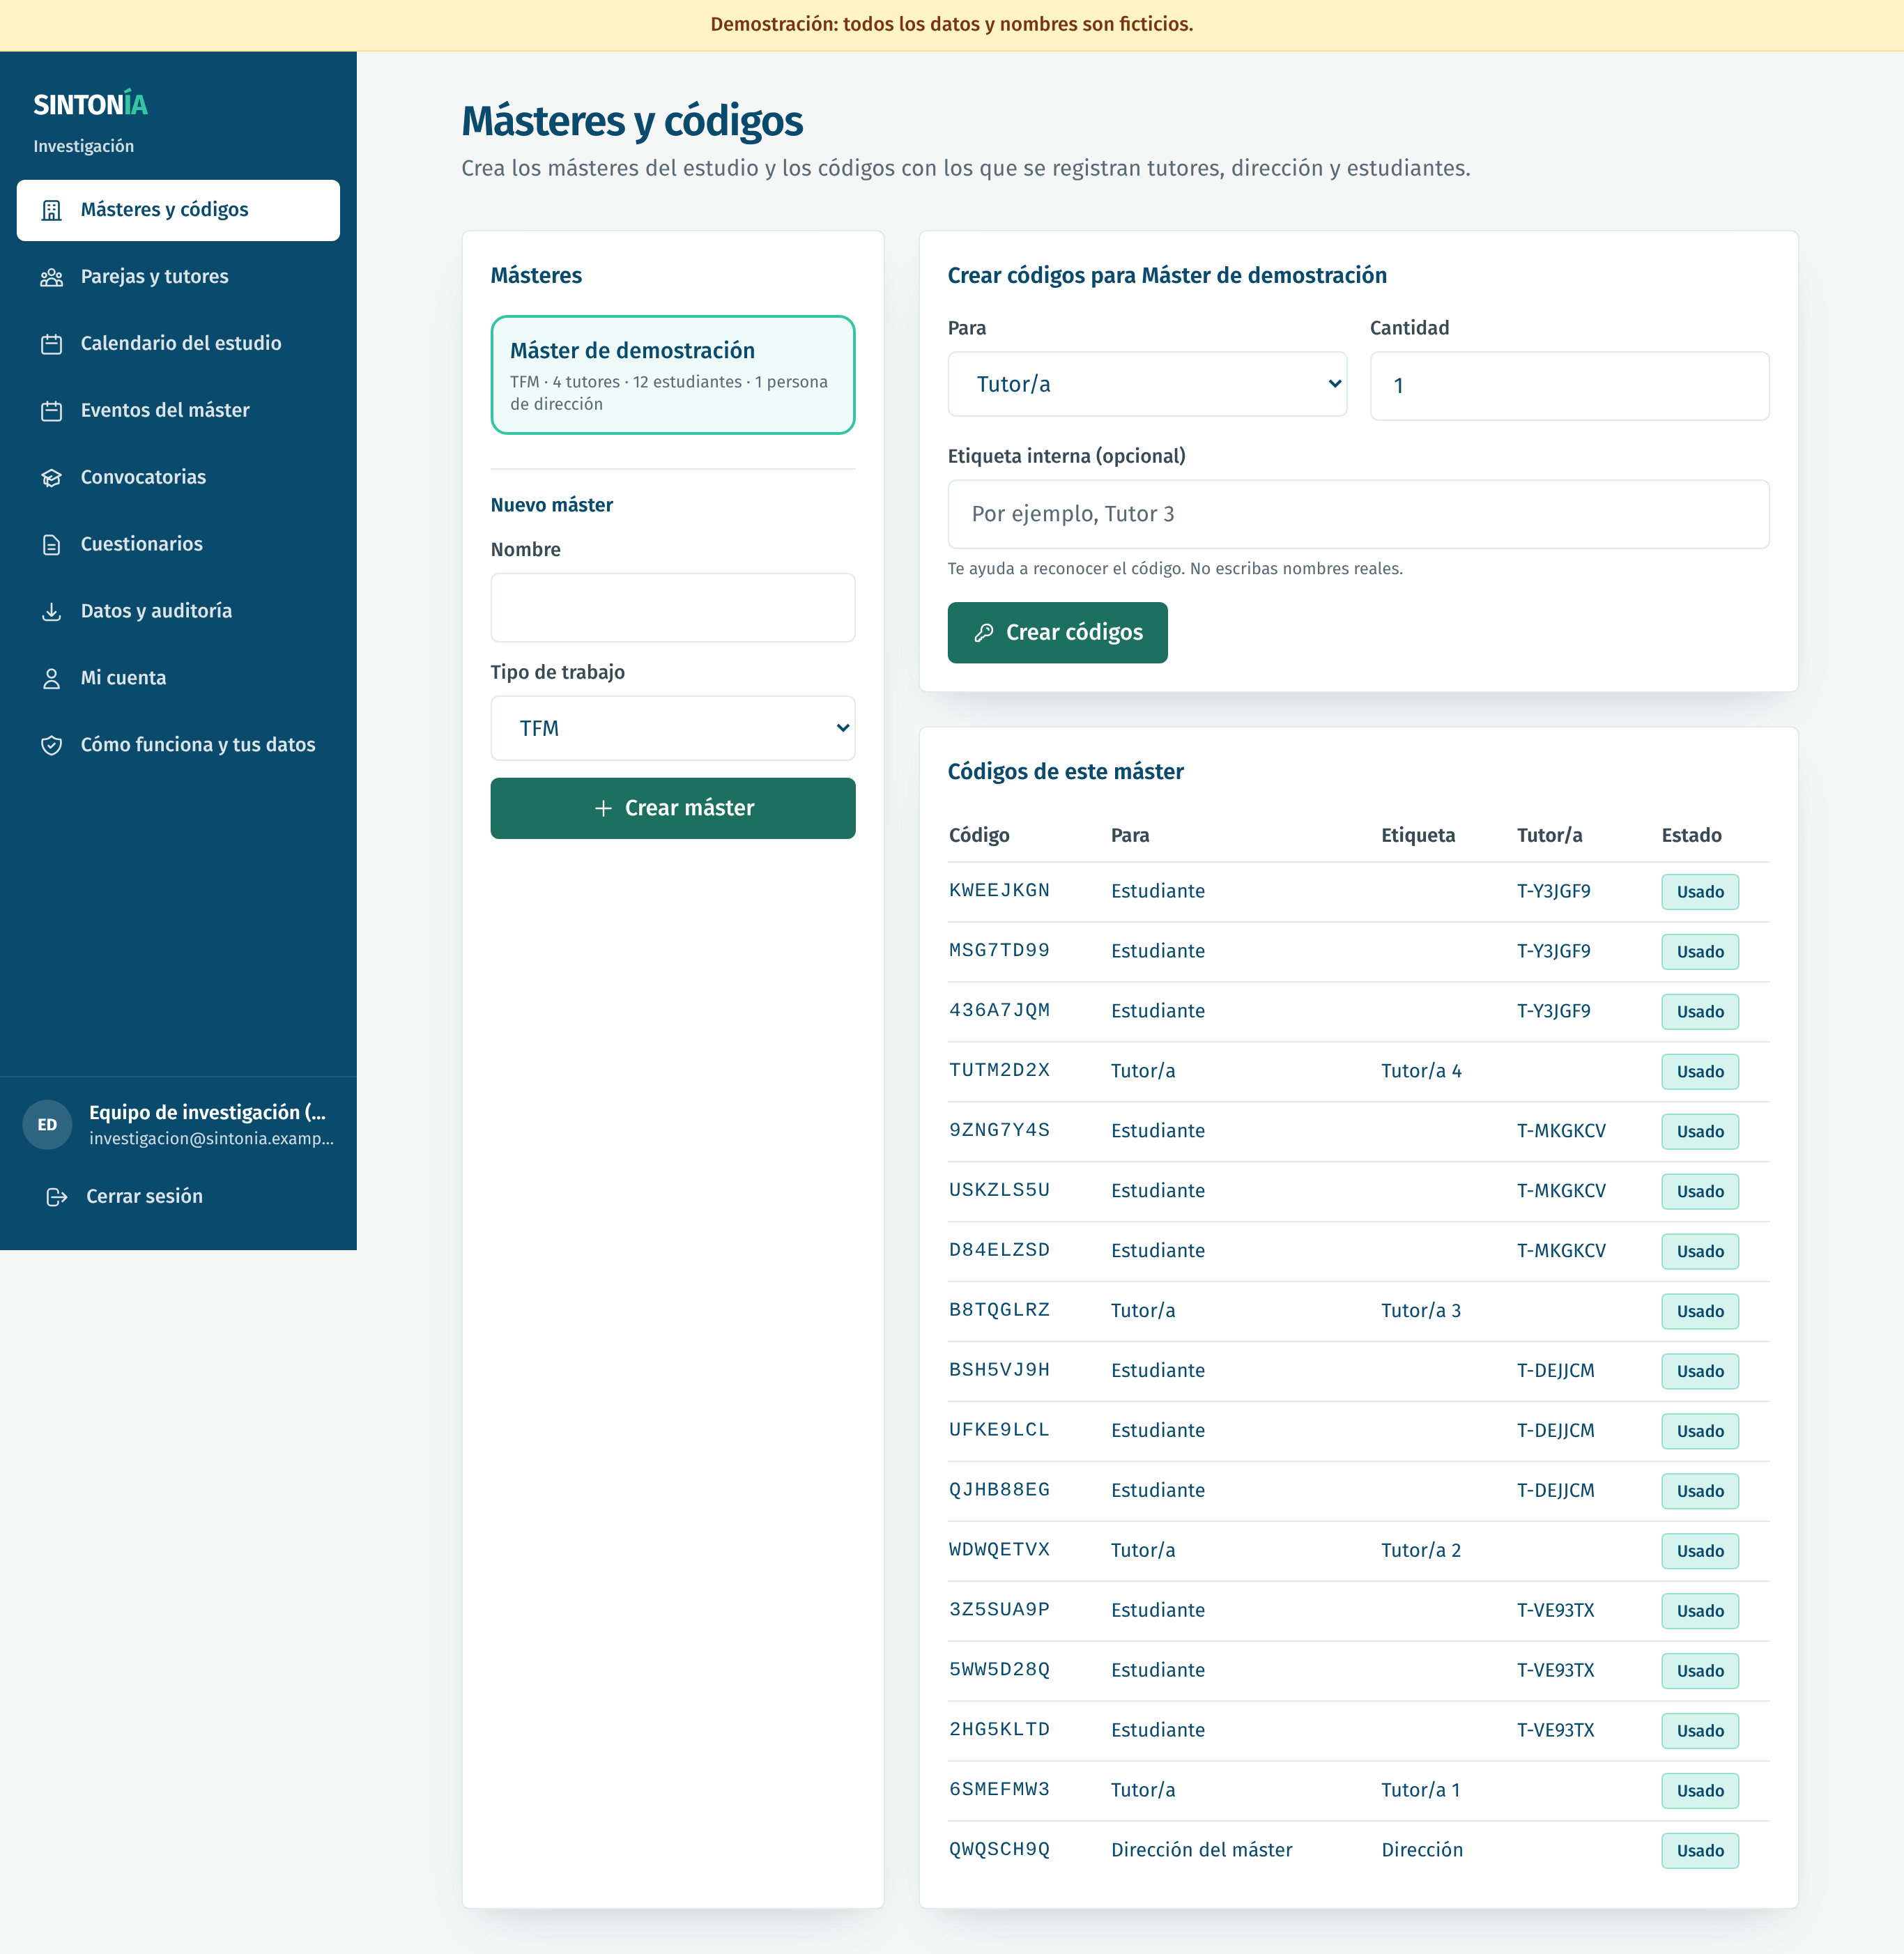 Demostración: todos los datos y nombres son ficticios.
SINTONÍA
Investigación
Másteres y códigos
Parejas y tutores
Calendario del estudio
Eventos del máster
Convocatorias
Cuestionarios
Datos y auditoría
Mi cuenta
Cómo funciona y tus datos
ED
Equipo de investigación (...
investigacion@sintonia.examp...
Cerrar sesión
Másteres y códigos
Crea los másteres del estudio y los códigos con los que se registran tutores, dirección y estudiantes.
Másteres
Máster de demostración
TFM · 4 tutores · 12 estudiantes · 1 persona
de dirección
Nuevo máster
Nombre
Tipo de trabajo
TFM
Crear máster
Crear códigos para Máster de demostración
Para
Cantidad
Tutor/a
1
Etiqueta interna (opcional)
Por ejemplo, Tutor 3
Te ayuda a reconocer el código. No escribas nombres reales.
Crear códigos
Códigos de este máster
Código Para Etiqueta Tutor/a Estado
KWEEJKGN Estudiante T-Y3JGF9 Usado
MSG7TD99 Estudiante T-Y3JGF9 Usado
436A7JQM Estudiante T-Y3JGF9 Usado
TUTM2D2X Tutor/a Tutor/a 4 Usado
9ZNG7Y4S Estudiante T-MKGKCV Usado
USKZLS5U Estudiante T-MKGKCV Usado
D84ELZSD Estudiante T-MKGKCV Usado
B8TQGLRZ Tutor/a Tutor/a 3 Usado
BSH5VJ9H Estudiante T-DEJJCM Usado
UFKE9LCL Estudiante T-DEJJCM Usado
QJHB88EG Estudiante T-DEJJCM Usado
WDWQETVX Tutor/a Tutor/a 2 Usado
3Z5SUA9P Estudiante T-VE93TX Usado
5WW5D28Q Estudiante T-VE93TX Usado
2HG5KLTD Estudiante T-VE93TX Usado
6SMEFMW3 Tutor/a Tutor/a 1 Usado
QWQSCH9Q Dirección del máster Dirección Usado